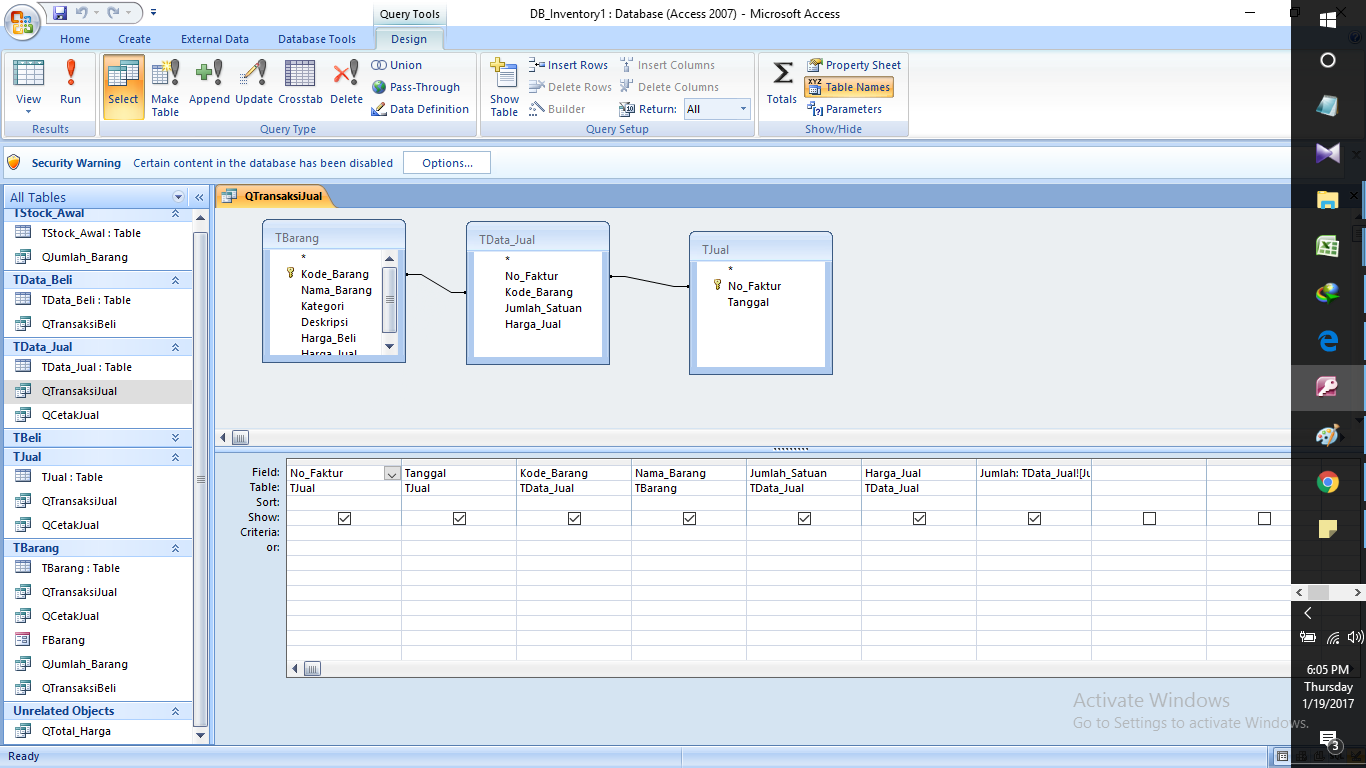 Query Tools
DB_Inventory1 : Database (Access 2007) - Microsoft Access
Home
Create
External Data
Database Tools
Design
View
Run
Results
Select
Make Table
Append
Update
Crosstab
Delete
Union
Pass-Through
Data Definition
Query Type
Show Table
Insert Rows
Delete Rows
Builder
Insert Columns
Delete Columns
Return: All
Query Setup
Σ
Totals
Property Sheet
XYZ Table Names
Parameters
Show/Hide
Security Warning Certain content in the database has been disabled Options...
All Tables
TStock_Awal
TStock_Awal : Table
QJumlah_Barang
TData_Beli
TData_Beli : Table
QTransaksiBeli
TData_Jual
TData_Jual : Table
QTransaksiJual
QCetakJual
TBeli
TJual
TJual : Table
QTransaksiJual
QCetakJual
TBarang
TBarang : Table
QTransaksiJual
QCetakJual
FBarang
QJumlah_Barang
QTransaksiBeli
Unrelated Objects
QTotal_Harga
QTransaksiJual
TBarang
*
Kode_Barang
Nama_Barang
Kategori
Deskripsi
Harga_Beli
Harga_Jual
TData_Jual
*
No_Faktur
Kode_Barang
Jumlah_Satuan
Harga_Jual
TJual
*
No_Faktur
Tanggal
Field: No_Faktur Tanggal Kode_Barang Nama_Barang Jumlah_Satuan Harga_Jual Jumlah: TData_Jual![Ju
Table: TJual TJual TData_Jual TBarang TData_Jual TData_Jual
Sort:
Show:
Criteria:
or:
Activate Windows
Go to Settings to activate Windows.
6:05 PM
Thursday
1/19/2017
3
Ready